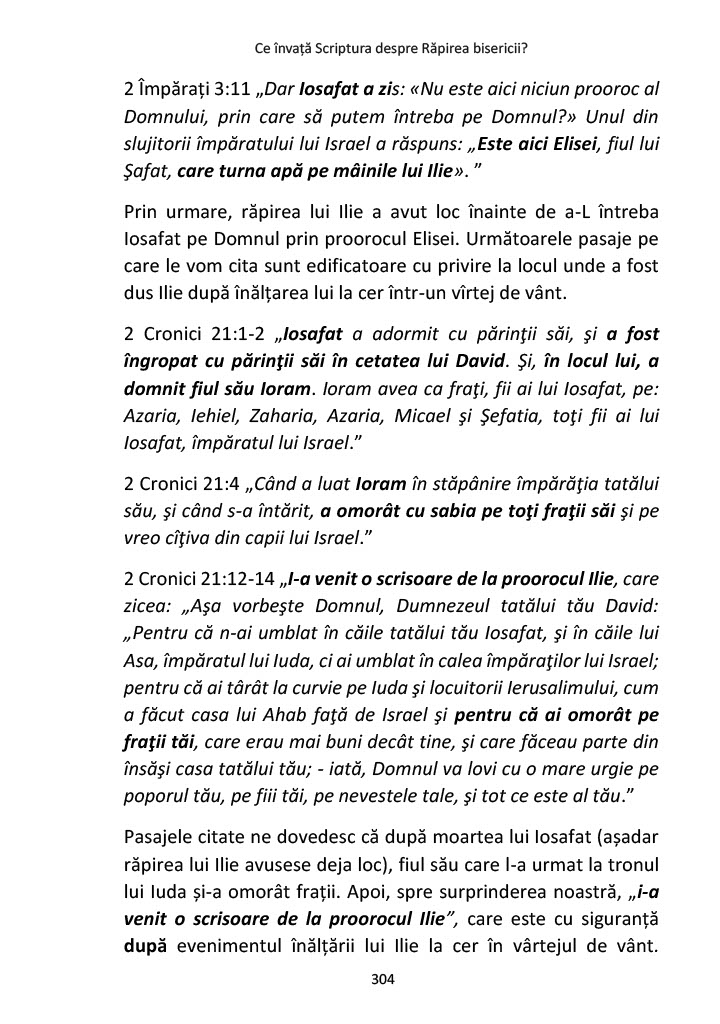 Ce învață Scriptura despre Răpirea bisericii?
2 Împărați 3:11 „Dar Iosafat a zis: «Nu este aici niciun prooroc al
Domnului, prin care să putem întreba pe Domnul?» Unul din
slujitorii împăratului lui Israel a răspuns: „Este aici Elisei, fiul lui
Şafat, care turna apă pe mâinile lui Ilie». ”
Prin urmare, răpirea lui Ilie a avut loc înainte de a-L întreba
Iosafat pe Domnul prin proorocul Elisei. Următoarele pasaje pe
care le vom cita sunt edificatoare cu privire la locul unde a fost
dus Ilie după înălțarea lui la cer într-un vîrtej de vânt.
2 Cronici 21:1-2 „Iosafat a adormit cu părinţii săi, şi a fost
îngropat cu părinţii săi în cetatea lui David. Şi, în locul lui, a
domnit fiul său Ioram. Ioram avea ca fraţi, fii ai lui Iosafat, pe:
Azaria, Iehiel, Zaharia, Azaria, Micael şi Şefatia, toţi fii ai lui
Iosafat, împăratul lui Israel.”
2 Cronici 21:4 „Când a luat Ioram în stăpânire împărăţia tatălui
său, şi când s-a întărit, a omorât cu sabia pe toţi fraţii săi şi pe
vreo cîţiva din capii lui Israel.”
2 Cronici 21:12-14 „I-a venit o scrisoare de la proorocul Ilie, care
zicea: „Aşa vorbeşte Domnul, Dumnezeul tatălui tău David:
„Pentru că n-ai umblat în căile tatălui tău Iosafat, şi în căile lui
Asa, împăratul lui Iuda, ci ai umblat în calea împăraţilor lui Israel;
pentru că ai târât la curvie pe Iuda şi locuitorii Ierusalimului, cum
a făcut casa lui Ahab faţă de Israel şi pentru că ai omorât pe
fraţii tăi, care erau mai buni decât tine, şi care făceau parte din
însăşi casa tatălui tău; - iată, Domnul va lovi cu o mare urgie pe
poporul tău, pe fiii tăi, pe nevestele tale, şi tot ce este al tău.”
Pasajele citate ne dovedesc că după moartea lui Iosafat (așadar
răpirea lui Ilie avusese deja loc), fiul său care l-a urmat la tronul
lui Iuda și-a omorât frații. Apoi, spre surprinderea noastră, „i-a
venit o scrisoare de la proorocul Ilie”, care este cu siguranță
după evenimentul înălțării lui Ilie la cer în vârtejul de vânt.
304